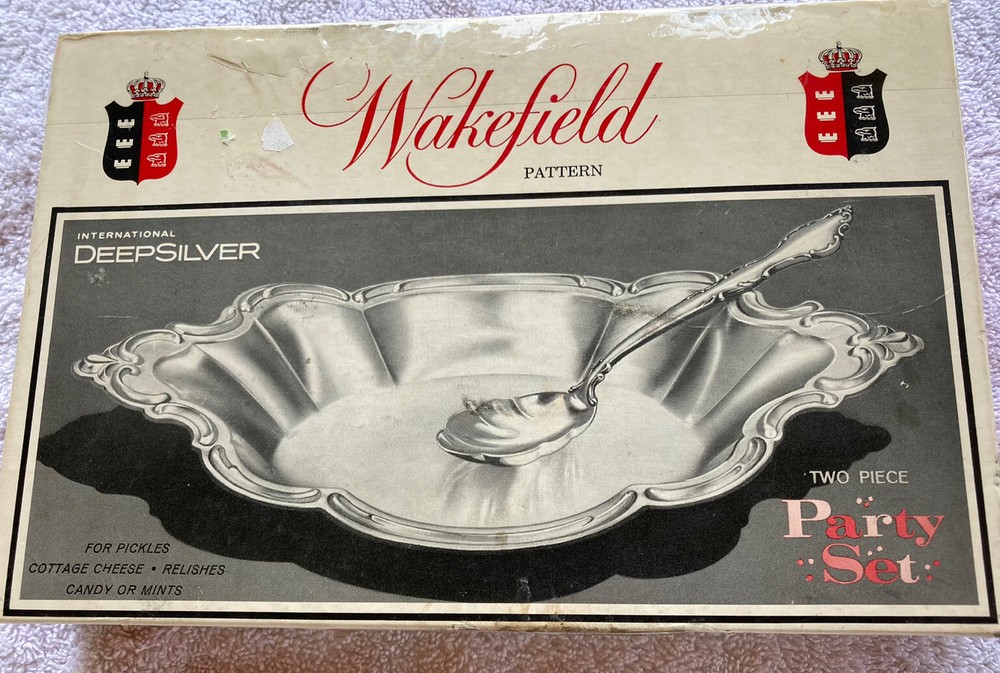 Wakefield
PATTERN
INTERNATIONAL
DEEPSILVER
TWO PIECE
Party
Set
FOR PICKLES
COTTAGE CHEESE • RELISHES
CANDY OR MINTS